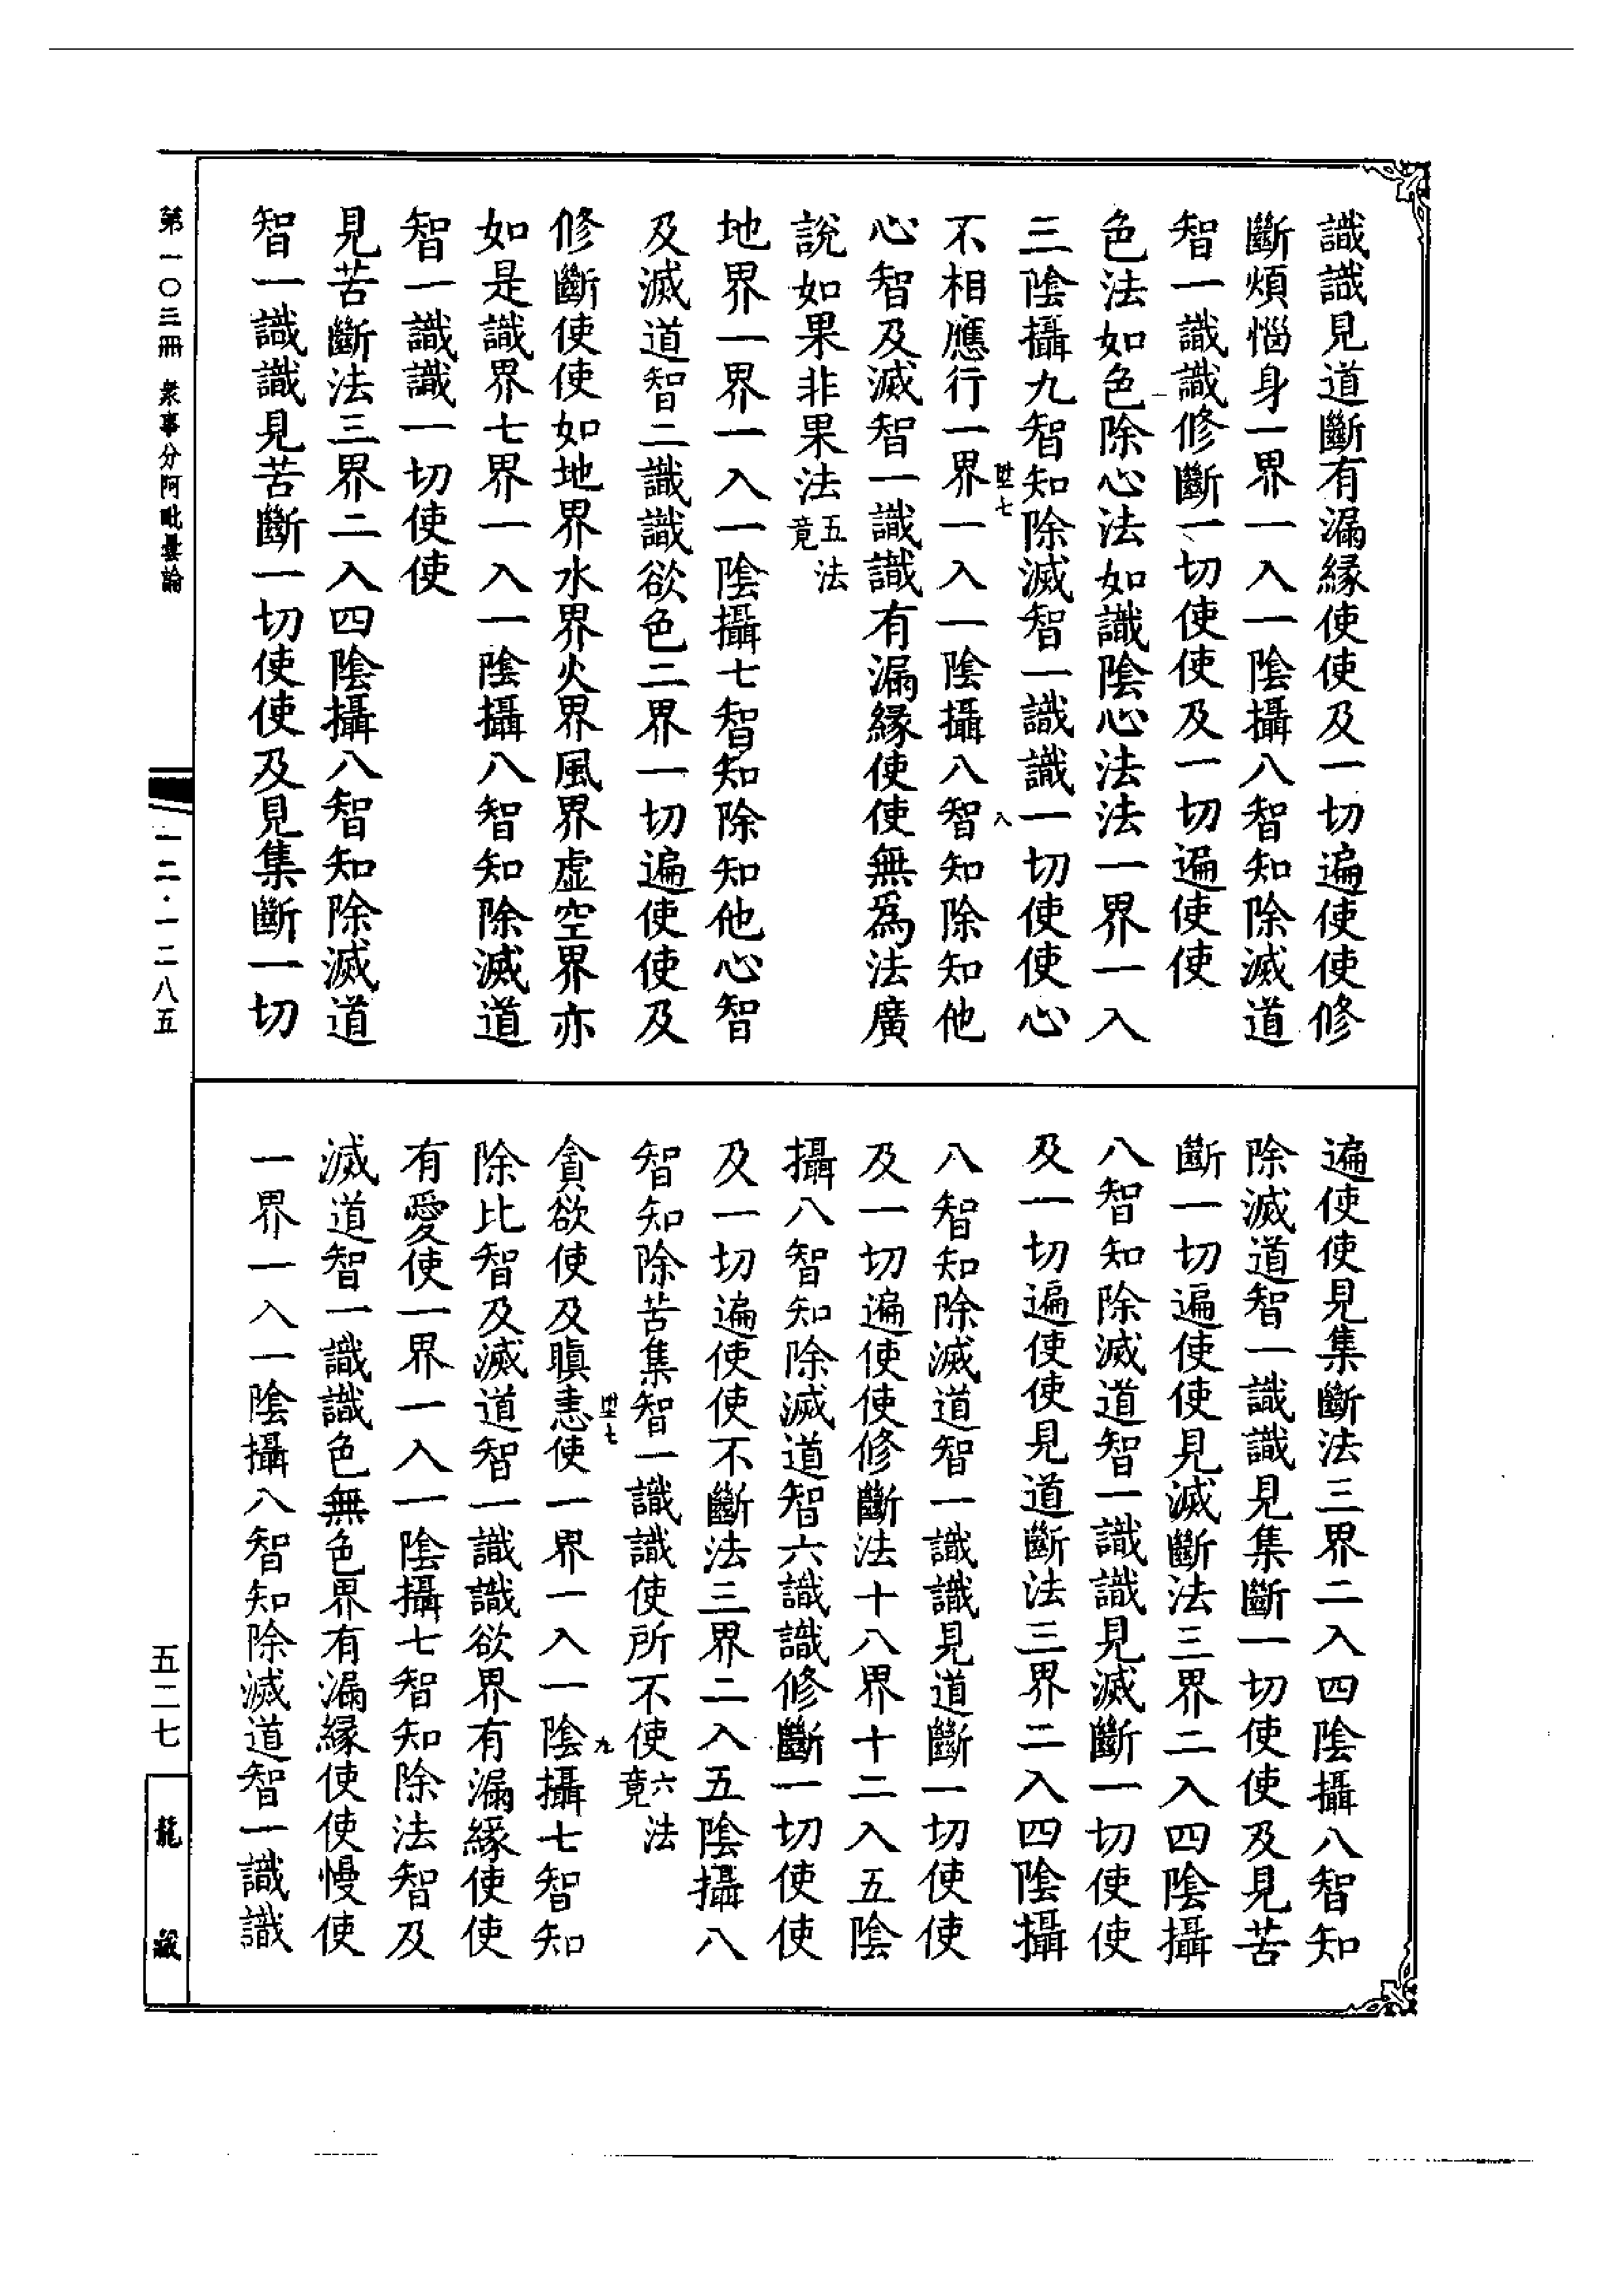 識識見道斷有漏緣使使及一切遍使使修
斷煩惱身一界一入一陰攝八智知除滅道
智一識識修斷一切使使及一切遍使使
色法如色除心法如識陰心法法一界一入
三陰攝九智知除滅智一識識一切使使心
不相應行一界一入一陰攝八智知除知他
心智及滅智一識識有漏緣使使無爲法廣
說如果非果法五法竟
地界一界一入一陰攝七智知除知他心智
及滅道智二識識欲色二界一切遍使使及
修斷使使如地界水界火界風界虛空界亦
如是識界七界一入一陰攝八智知除滅道
智一識識一切使使
見苦斷法三界二入四陰攝八智知除滅道
智一識識見苦斷一切使使及見集斷一切
遍使使見集斷法三界二入四陰攝八智知
除滅道智一識識見集斷一切使使及見苦
斷一切遍使使見滅斷法三界二入四陰攝
八智知除滅道智一識識見滅斷一切使使
及一切遍使使見道斷法三界二入四陰攝
八智知除滅道智一識識見道斷一切使使
及一切遍使使修斷法十八界十二入五陰
攝八智知除滅道智六識識修斷一切使使
及一切遍使使不斷法三界二入五陰攝八
智知除苦集智一識識使所不使六法竟
貪欲使及瞋恚使一界一入一陰攝七智知
除比智及滅道智一識識欲界有漏緣使使
有愛使一界一入一陰攝七智知除法智及
滅道智一識識色無色界有漏緣使使慢使
一界一入一陰攝八智知除滅道智一識識
第一〇三冊 衆事分阿毗曇論
一二·一二八五
五二七
龍藏